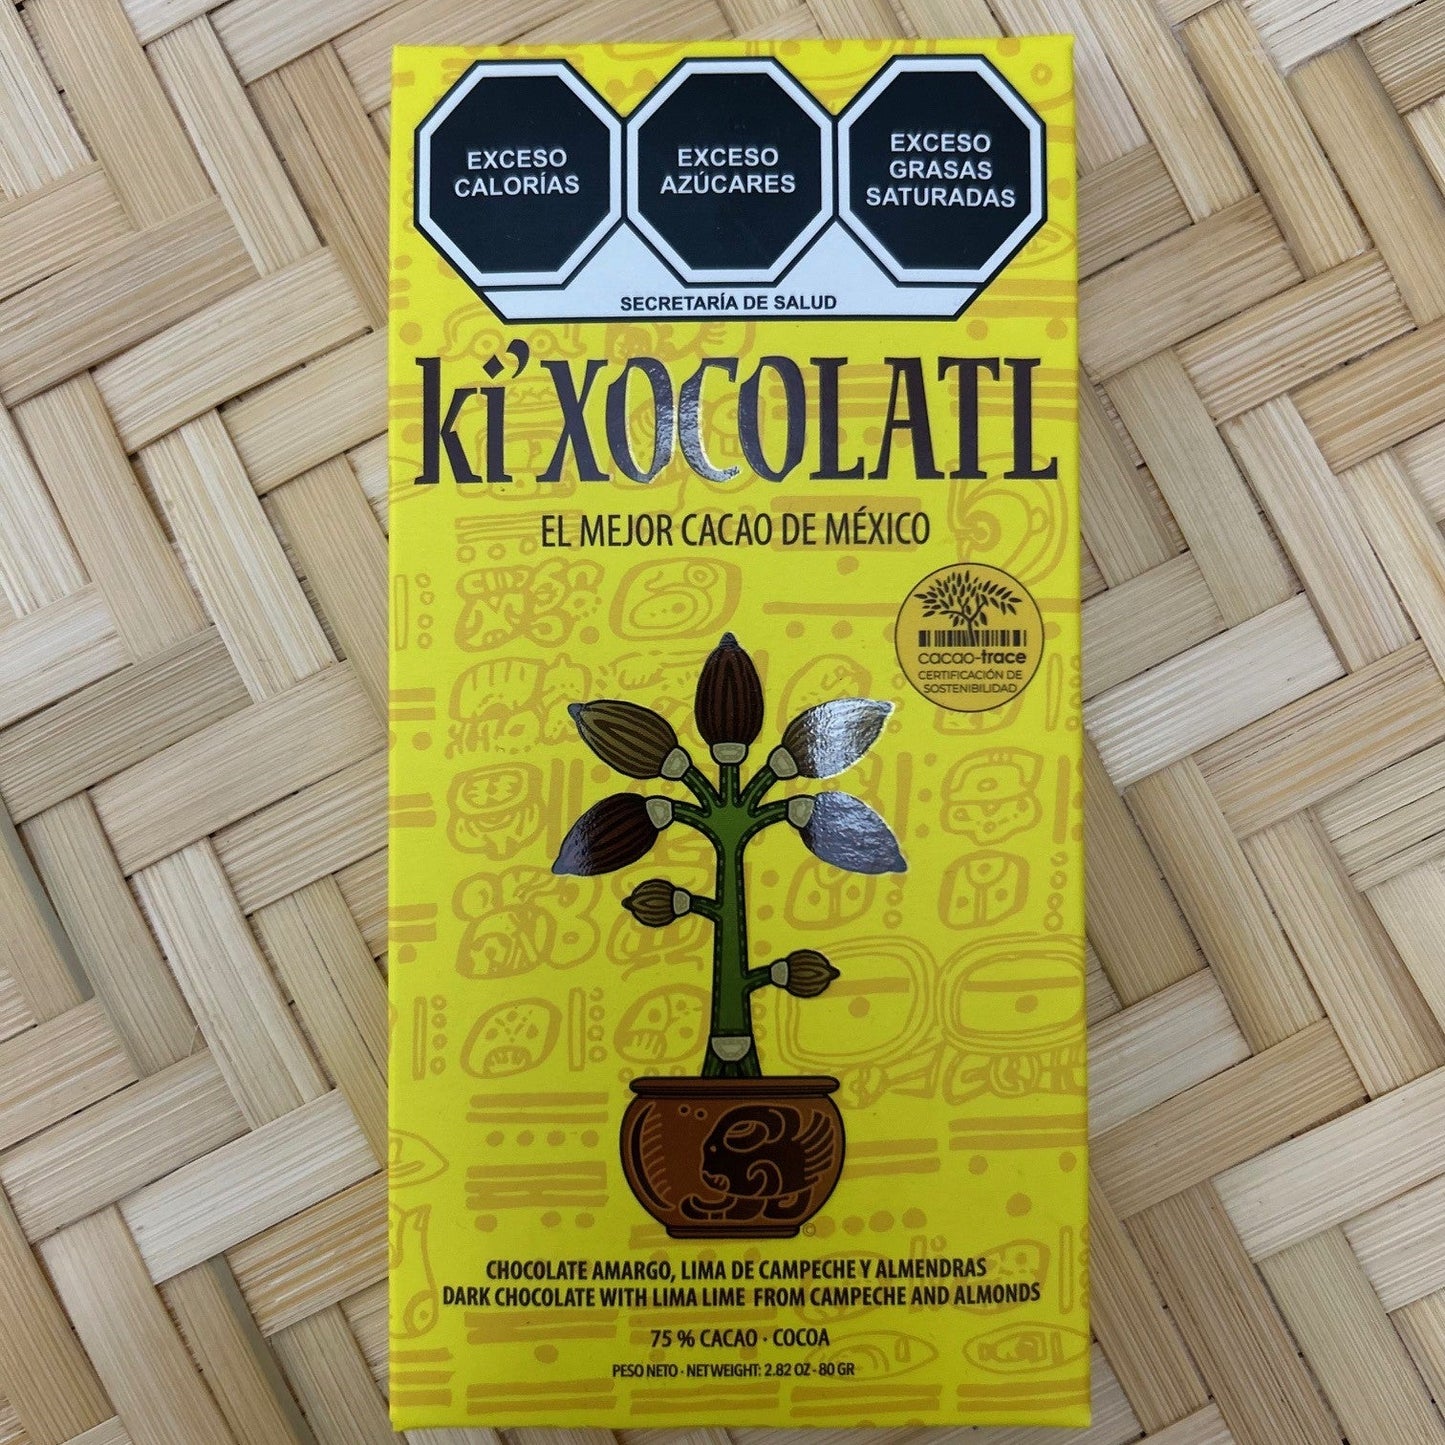 EXCESO
CALORÍAS
EXCESO
AZÚCARES
EXCESO
GRASAS
SATURADAS
SECRETARÍA DE SALUD
ki'XOCOLATL
EL MEJOR CACAO DE MÉXICO
cacao-trace
CERTIFICACIÓN DE
SOSTENIBILIDAD
©
CHOCOLATE AMARGO, LIMA DE CAMPECHE Y ALMENDRAS
DARK CHOCOLATE WITH LIMA LIME FROM CAMPECHE AND ALMONDS
75 % CACAO · COCOA
PESO NETO · NET WEIGHT: 2.82 OZ - 80 GR